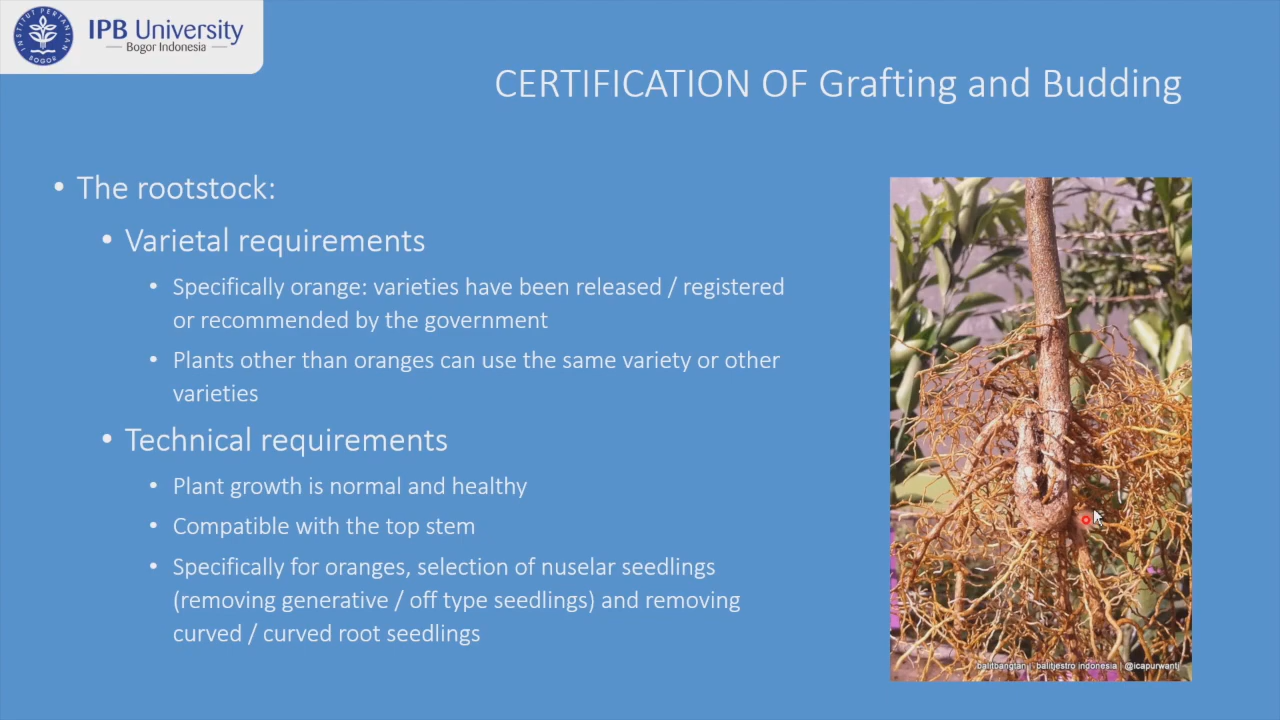 INSTITUT PERTANIAN
BOGOR
IPB University
Bogor Indonesia
CERTIFICATION OF Grafting and Budding
• The rootstock:
• Varietal requirements
• Specifically orange: varieties have been released / registered
or recommended by the government
• Plants other than oranges can use the same variety or other
varieties
• Technical requirements
• Plant growth is normal and healthy
• Compatible with the top stem
• Specifically for oranges, selection of nuselar seedlings
(removing generative / off type seedlings) and removing
curved / curved root seedlings
balitbangtan | balitjestro indonesia | @icapurwanti